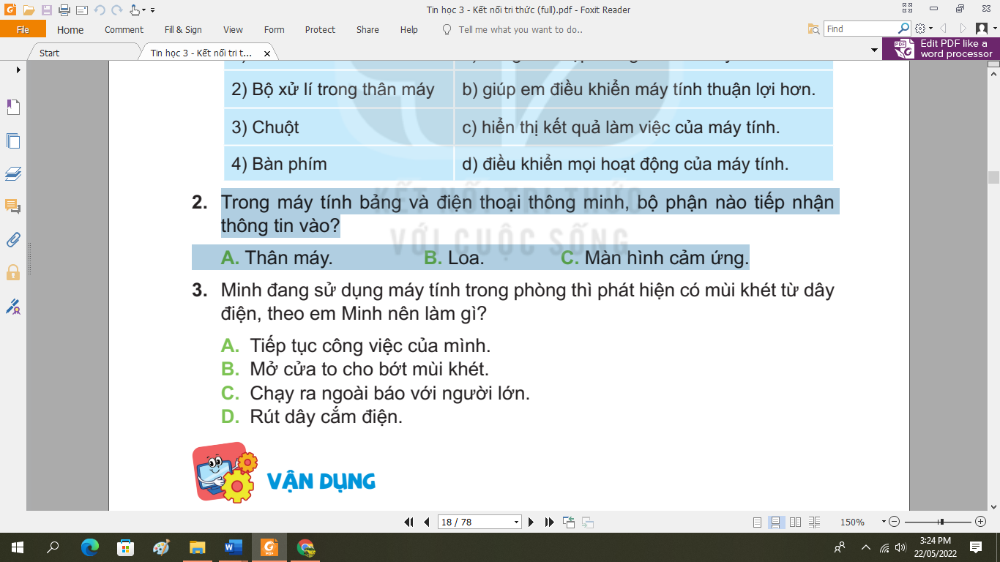 Tin học 3 - Kết nối tri thức (full).pdf - Foxit Reader
File Home Comment Fill & Sign View Form Protect Share Help Tell me what you want to do.. Find
Start Tin học 3 - Kết nối tri t... Edit PDF like a
word processor
2) Bộ xử lí trong thân máy b) giúp em điều khiển máy tính thuận lợi hơn.
3) Chuột c) hiển thị kết quả làm việc của máy tính.
4) Bàn phím d) điều khiển mọi hoạt động của máy tính.
KẾT NỐI TRI THỨC
VỚI CUỘC SỐNG
2. Trong máy tính bảng và điện thoại thông minh, bộ phận nào tiếp nhận
thông tin vào?
A. Thân máy. B. Loa. C. Màn hình cảm ứng.
3. Minh đang sử dụng máy tính trong phòng thì phát hiện có mùi khét từ dây
điện, theo em Minh nên làm gì?
A. Tiếp tục công việc của mình.
B. Mở cửa to cho bớt mùi khét.
C. Chạy ra ngoài báo với người lớn.
D. Rút dây cắm điện.
VẬN DỤNG
18 / 78 150%
3:24 PM
22/05/2022